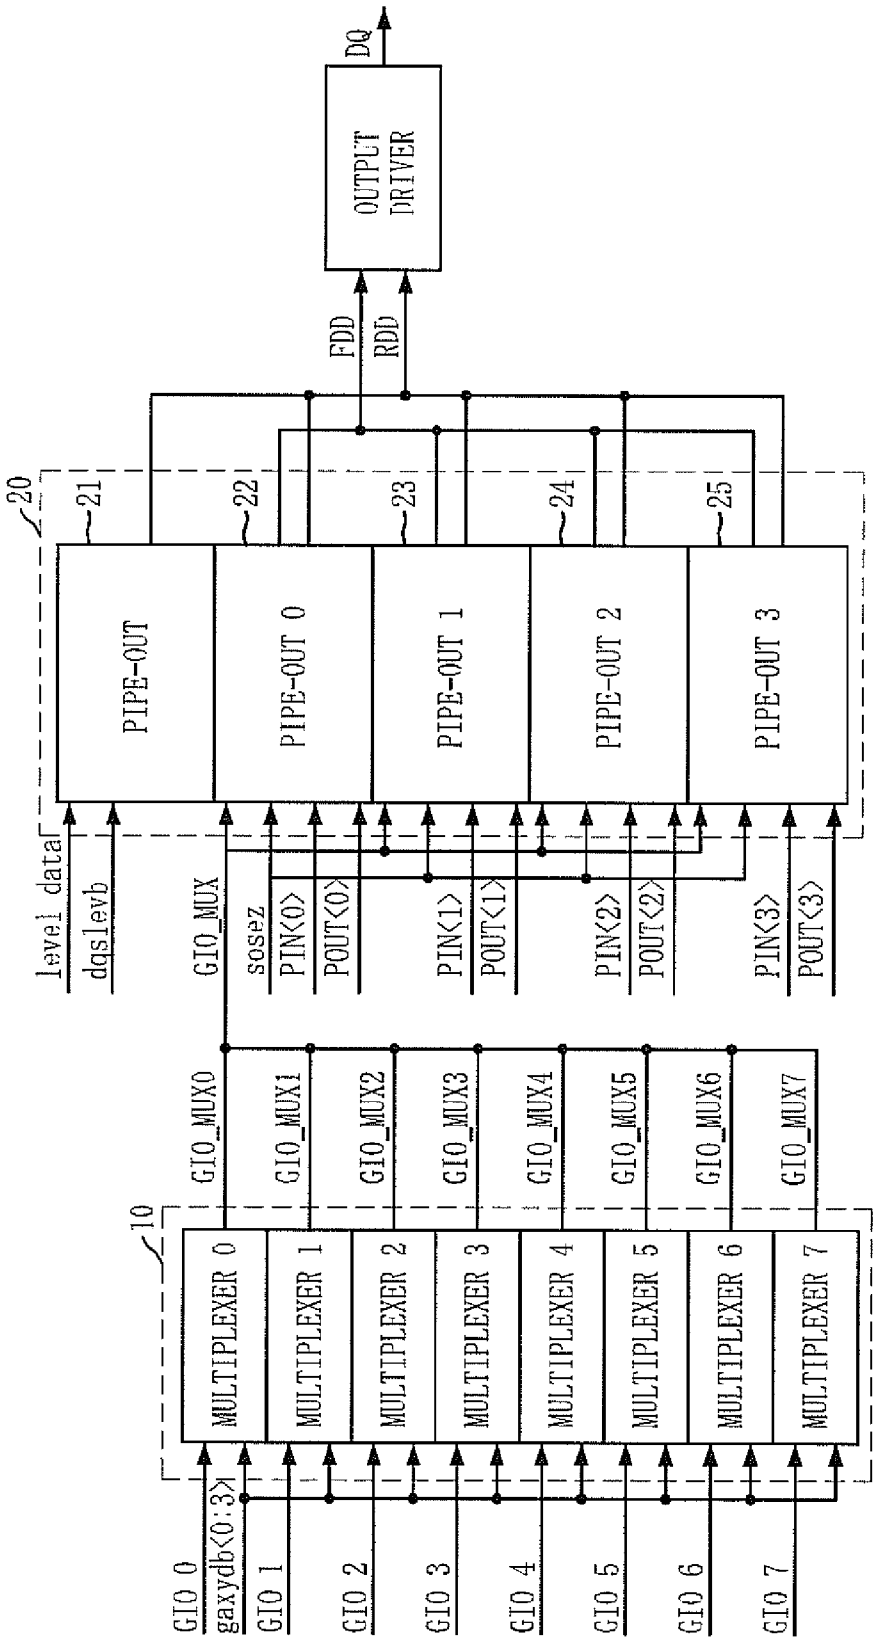 GIO 0
gaxydb<0:3>
GIO 1
GIO 2
GIO 3
GIO 4
GIO 5
GIO 6
GIO 7
10
MULTIPLEXER 0
MULTIPLEXER 1
MULTIPLEXER 2
MULTIPLEXER 3
MULTIPLEXER 4
MULTIPLEXER 5
MULTIPLEXER 6
MULTIPLEXER 7
GIO_MUX0
GIO_MUX1
GIO_MUX2
GIO_MUX3
GIO_MUX4
GIO_MUX5
GIO_MUX6
GIO_MUX7
level data
dqslevb
GIO_MUX
sosez
PIN<0>
POUT<0>
PIN<1>
POUT<1>
PIN<2>
POUT<2>
PIN<3>
POUT<3>
20
PIPE-OUT
PIPE-OUT 0
PIPE-OUT 1
PIPE-OUT 2
PIPE-OUT 3
21
22
23
24
25
FDD
RDD
OUTPUT
DRIVER
DQ